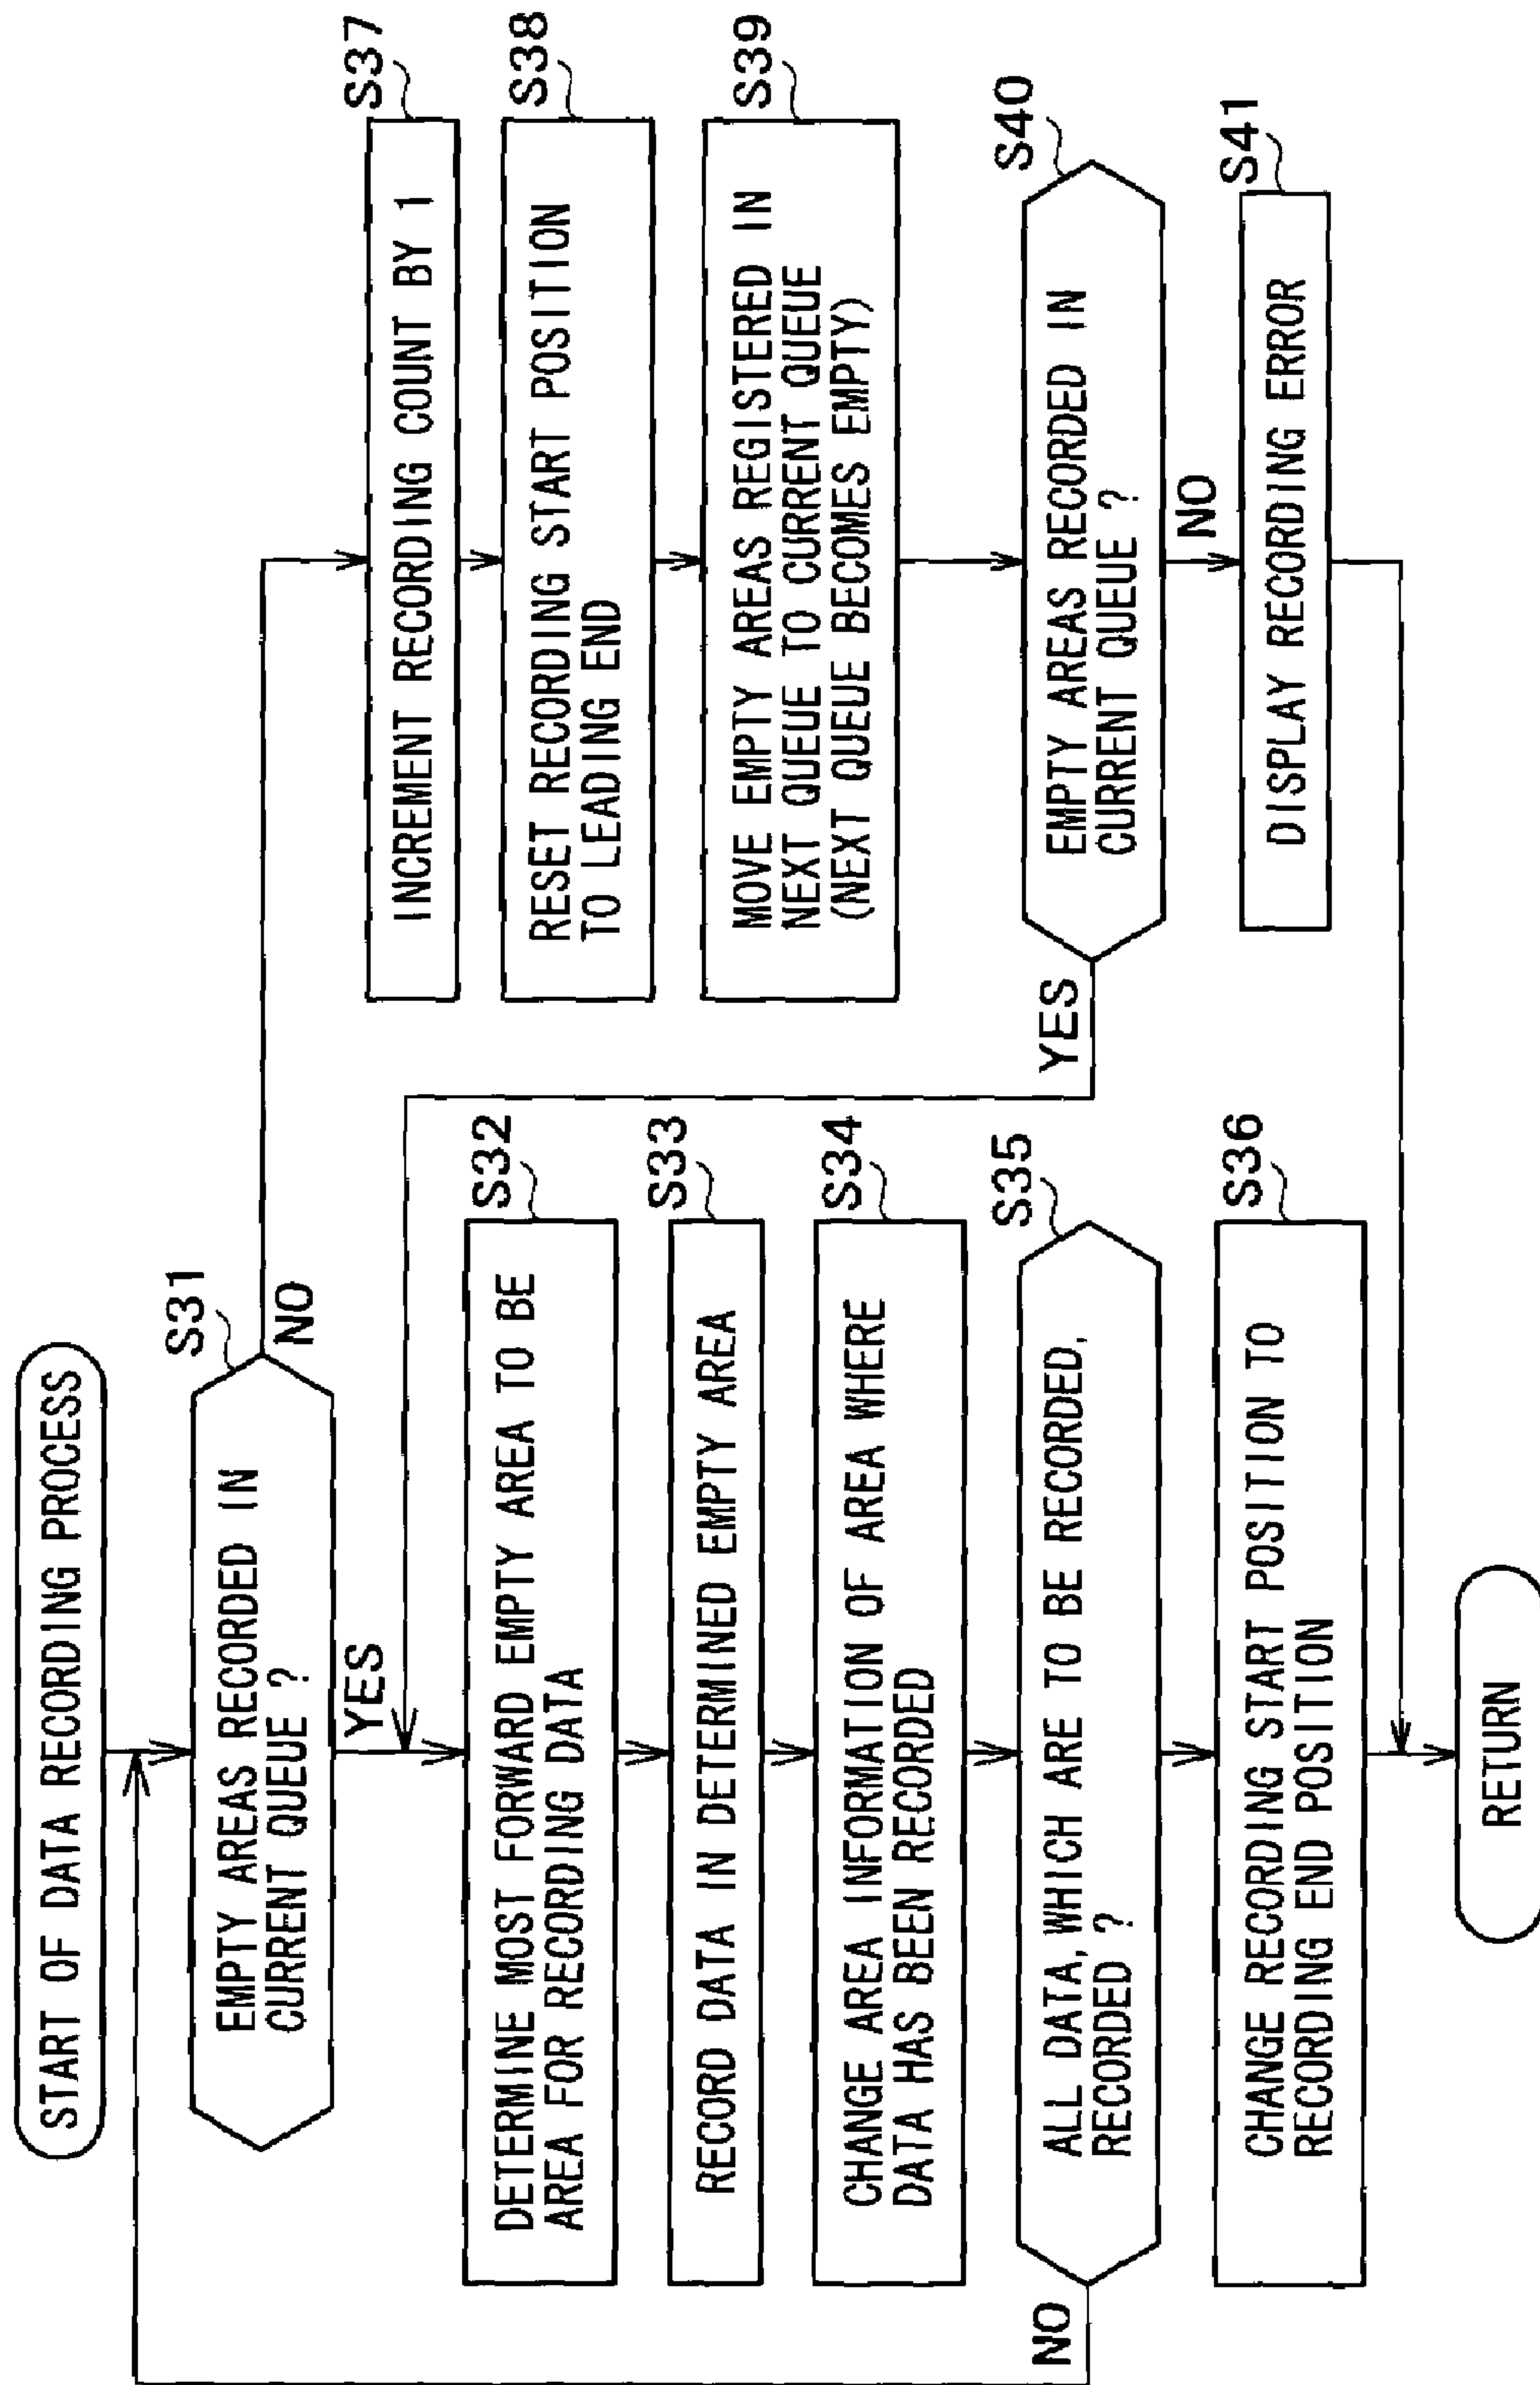 START OF DATA RECORDING PROCESS
S31
EMPTY AREAS RECORDED IN
CURRENT QUEUE ?
NO
YES
S32
DETERMINE MOST FORWARD EMPTY AREA TO BE
AREA FOR RECORDING DATA
S33
RECORD DATA IN DETERMINED EMPTY AREA
S34
CHANGE AREA INFORMATION OF AREA WHERE
DATA HAS BEEN RECORDED
S35
ALL DATA, WHICH ARE TO BE RECORDED,
RECORDED ?
NO
S36
CHANGE RECORDING START POSITION TO
RECORDING END POSITION
RETURN
S37
INCREMENT RECORDING COUNT BY 1
S38
RESET RECORDING START POSITION
TO LEADING END
S39
MOVE EMPTY AREAS REGISTERED IN
NEXT QUEUE TO CURRENT QUEUE
(NEXT QUEUE BECOMES EMPTY)
S40
EMPTY AREAS RECORDED IN
CURRENT QUEUE ?
YES
NO
S41
DISPLAY RECORDING ERROR